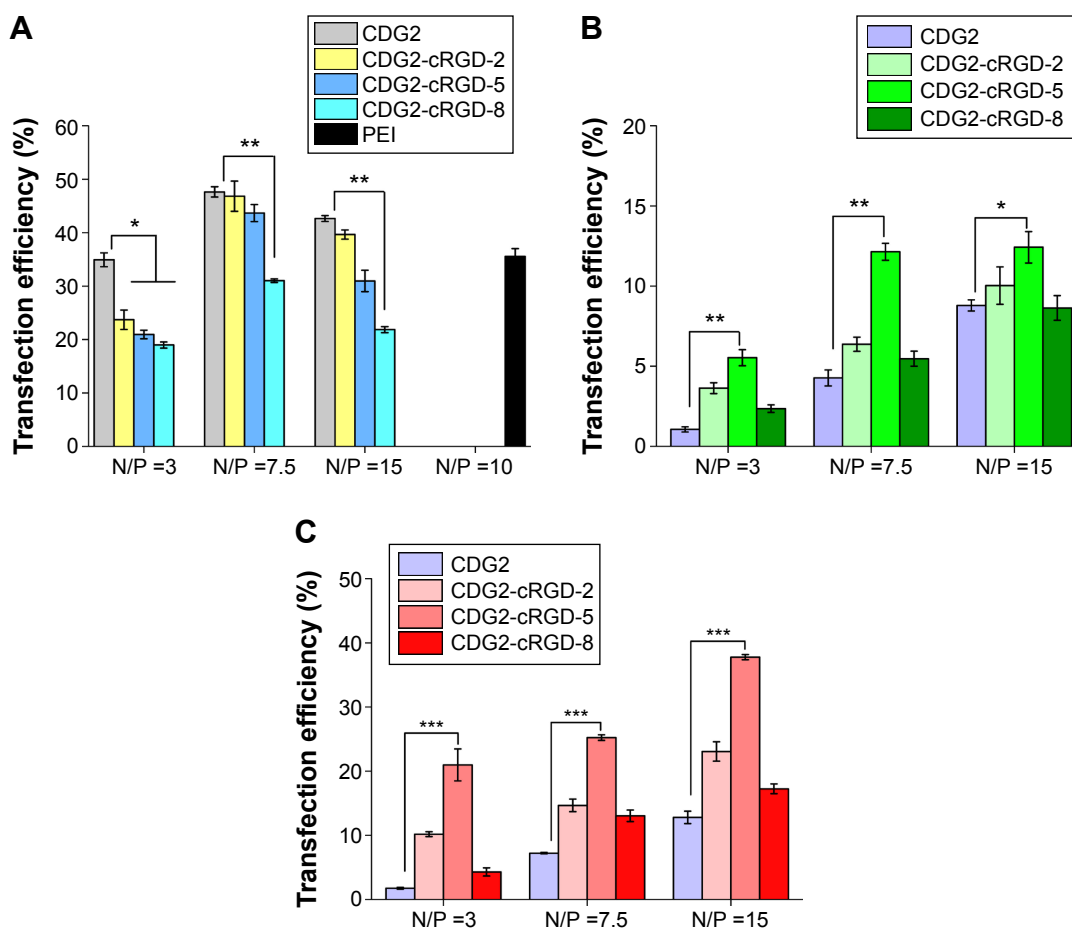 A
CDG2
CDG2-cRGD-2
CDG2-cRGD-5
CDG2-cRGD-8
PEI
Transfection efficiency (%)
60
50
40
30
20
10
0
*
**
**
N/P =3
N/P =7.5
N/P =15
N/P =10
B
CDG2
CDG2-cRGD-2
CDG2-cRGD-5
CDG2-cRGD-8
Transfection efficiency (%)
20
15
10
5
0
**
**
*
N/P =3
N/P =7.5
N/P =15
C
CDG2
CDG2-cRGD-2
CDG2-cRGD-5
CDG2-cRGD-8
Transfection efficiency (%)
50
40
30
20
10
0
***
***
***
N/P =3
N/P =7.5
N/P =15